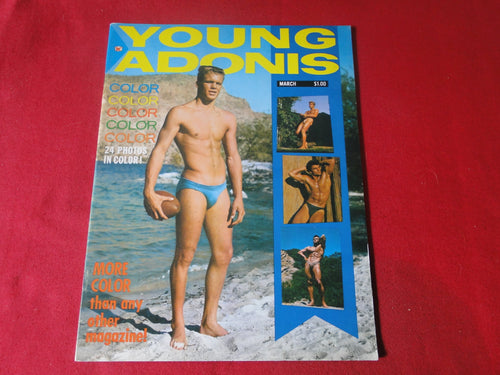 YOUNG
ADONIS
MARCH $1.00
COLOR
COLOR
COLOR
COLOR
COLOR
24 PHOTOS
IN COLOR!
MORE
COLOR
than any
other
magazine!